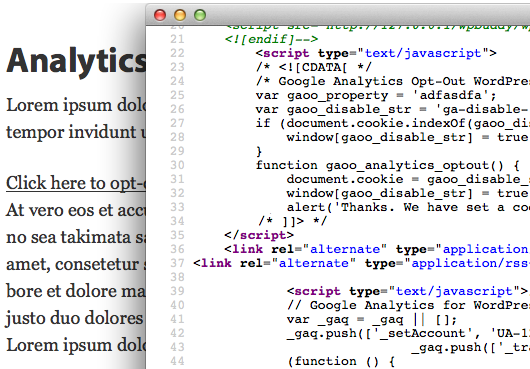 Analytics
Lorem ipsum dolo
tempor invidunt u
Click here to opt-o
At vero eos et accu
no sea takimata sa
amet, consetetur s
bore et dolore ma
justo duo dolores
Lorem ipsum dolo
20
21 <![endif]-->
22 <script type="text/javascript">
23 /* <![CDATA[ */
24 /* Google Analytics Opt-Out WordPre
25 var gaoo_property = 'adfasdfa';
26 var gaoo_disable_str = 'ga-disable-
27 if (document.cookie.indexOf(gaoo_di
28 window[gaoo_disable_str] = true
29 }
30 function gaoo_analytics_optout() {
31 document.cookie = gaoo_disable_s
32 window[gaoo_disable_str] = true
33 alert('Thanks. We have set a coo
34 /* ]]> */
35 </script>
36 <link rel="alternate" type="application
37 <link rel="alternate" type="application/rss
38
39 <script type="text/javascript">
40 // Google Analytics for WordPre
41 var _gaq = _gaq || [];
42 _gaq.push(['_setAccount', 'UA-12
43 _gaq.push(['_tra
44 (function () {